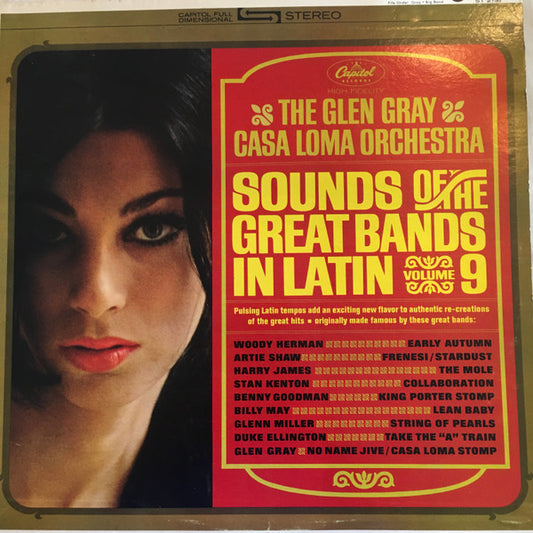 CAPITOL FULL
DIMENSIONAL
STEREO
Capitol
RECORDS
HIGH FIDELITY
THE GLEN GRAY
CASA LOMA ORCHESTRA
SOUNDS OF THE
GREAT BANDS
IN LATIN VOLUME 9
Pulsing Latin tempos add an exciting new flavor to authentic re-creations
of the great hits • originally made famous by these great bands:
WOODY HERMAN EARLY AUTUMN
ARTIE SHAW FRENESI/STARDUST
HARRY JAMES THE MOLE
STAN KENTON COLLABORATION
BENNY GOODMAN KING PORTER STOMP
BILLY MAY LEAN BABY
GLENN MILLER STRING OF PEARLS
DUKE ELLINGTON TAKE THE "A" TRAIN
GLEN GRAY NO NAME JIVE/CASA LOMA STOMP